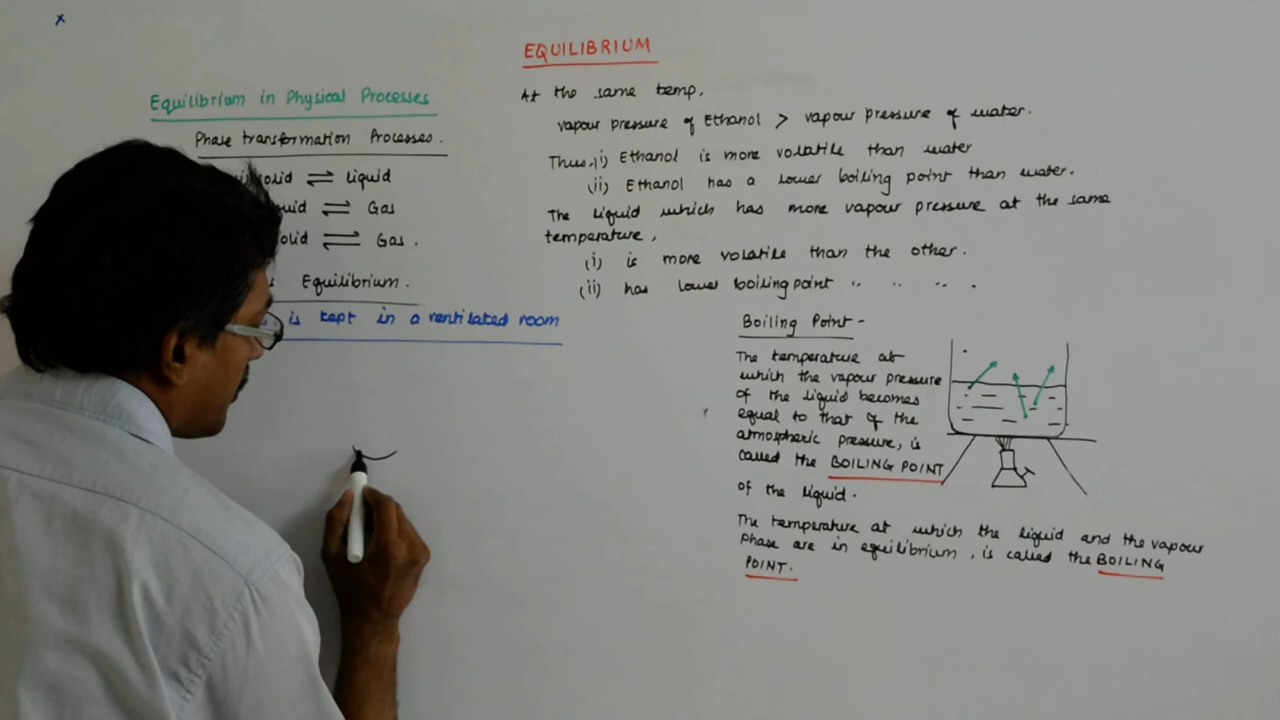 EQUILIBRIUM
Equilibrium in Physical Processes
Phase transformation Processes.
solid ⇌ liquid
⇌ Gas
⇌ Gas.
Equilibrium.
is kept in a ventilated room
At the same temp,
vapour pressure of Ethanol > vapour pressure of water.
Thus, (i) Ethanol is more volatile than water
(ii) Ethanol has a lower boiling point than water.
The liquid which has more vapour pressure at the same
temperature,
(i) is more volatile than the other.
(ii) has lower boiling point " " " .
Boiling Point -
The temperature at
which the vapour pressure
of the liquid becomes
equal to that of the
atmospheric pressure, is
called the BOILING POINT
of the liquid.
The temperature at which the liquid and the vapour
phase are in equilibrium, is called the BOILING
POINT.